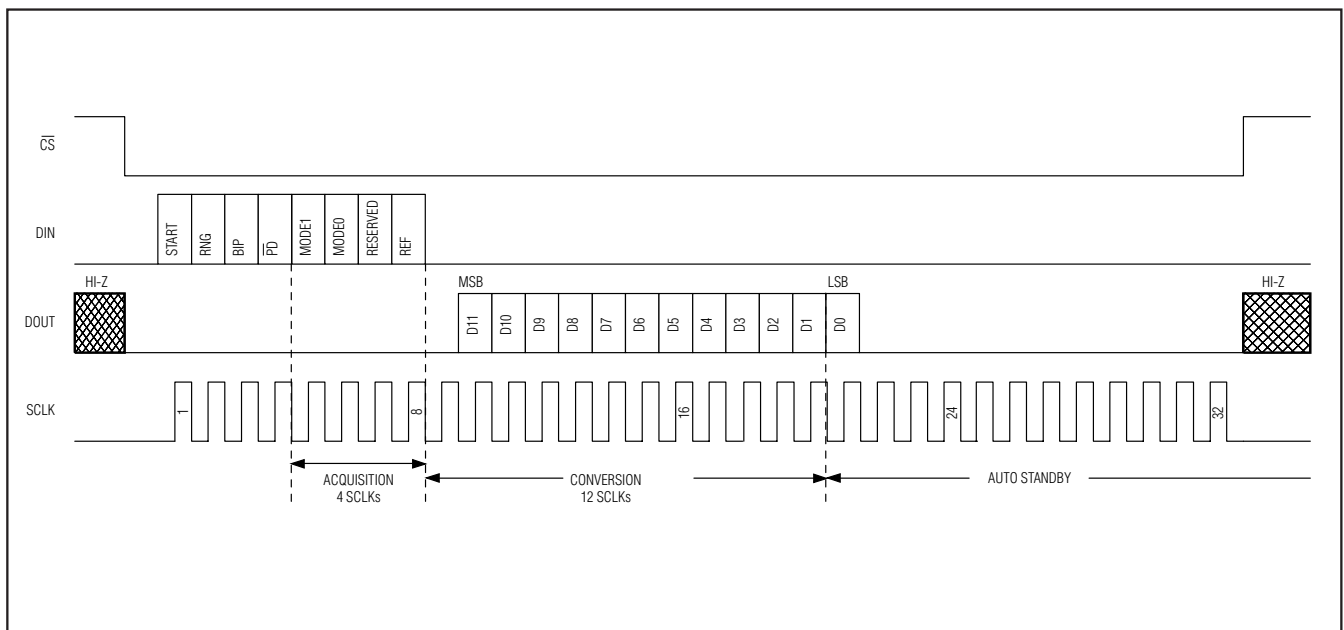 C̅S̅
DIN
START
RNG
BIP
P̅D̅
MODE1
MODE0
RESERVED
REF
HI-Z
MSB
LSB
HI-Z
DOUT
D11
D10
D9
D8
D7
D6
D5
D4
D3
D2
D1
D0
SCLK
1
8
16
24
32
ACQUISITION
4 SCLKs
CONVERSION
12 SCLKs
AUTO STANDBY